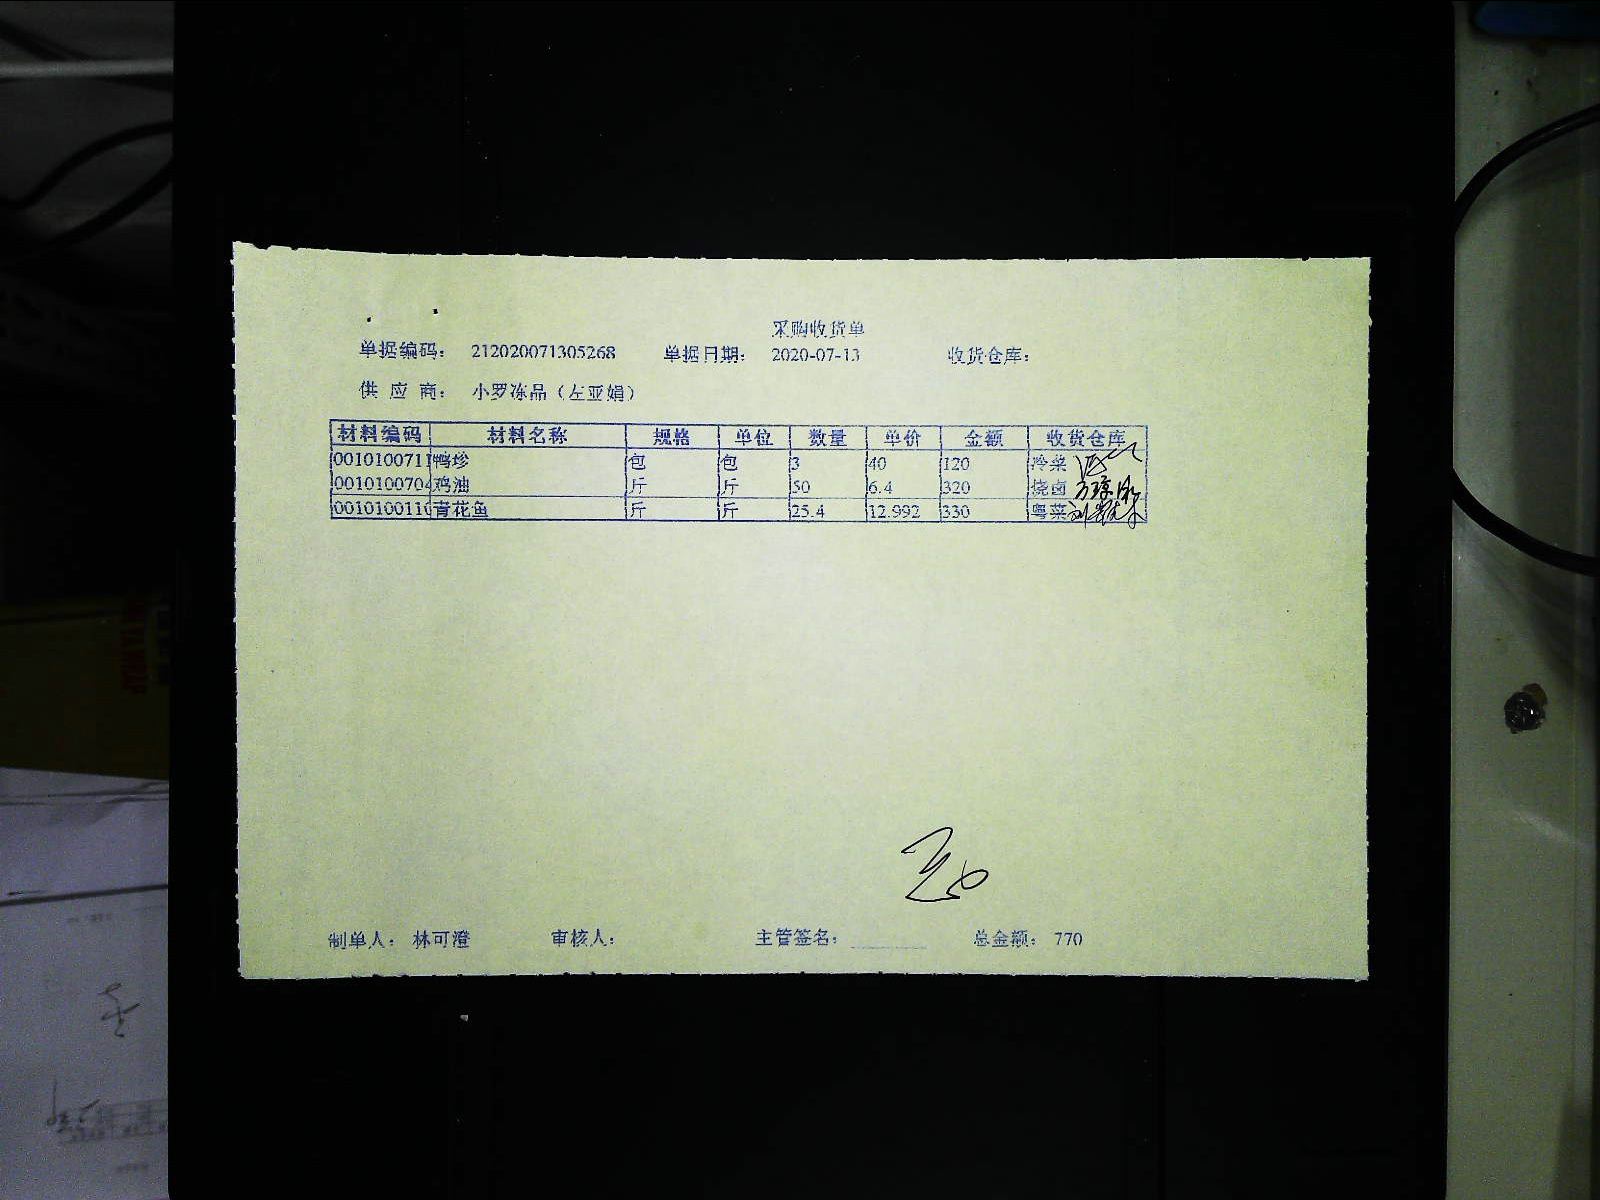 采购收货单
单据编码： 212020071305268 单据日期： 2020-07-13 收货仓库：
供 应 商： 小罗冻品（左亚娟）
材料编码 材料名称 规格 单位 数量 单价 金额 收货仓库
0010100711 鸭珍 包 包 3 40 120 冷菜
001010070 鸡油 斤 斤 50 6.4 320 烧卤
001010011 青花鱼 斤 斤 25.4 12.992 330 粤菜
制单人： 林可澄 审核人： 主管签名： 总金额： 770